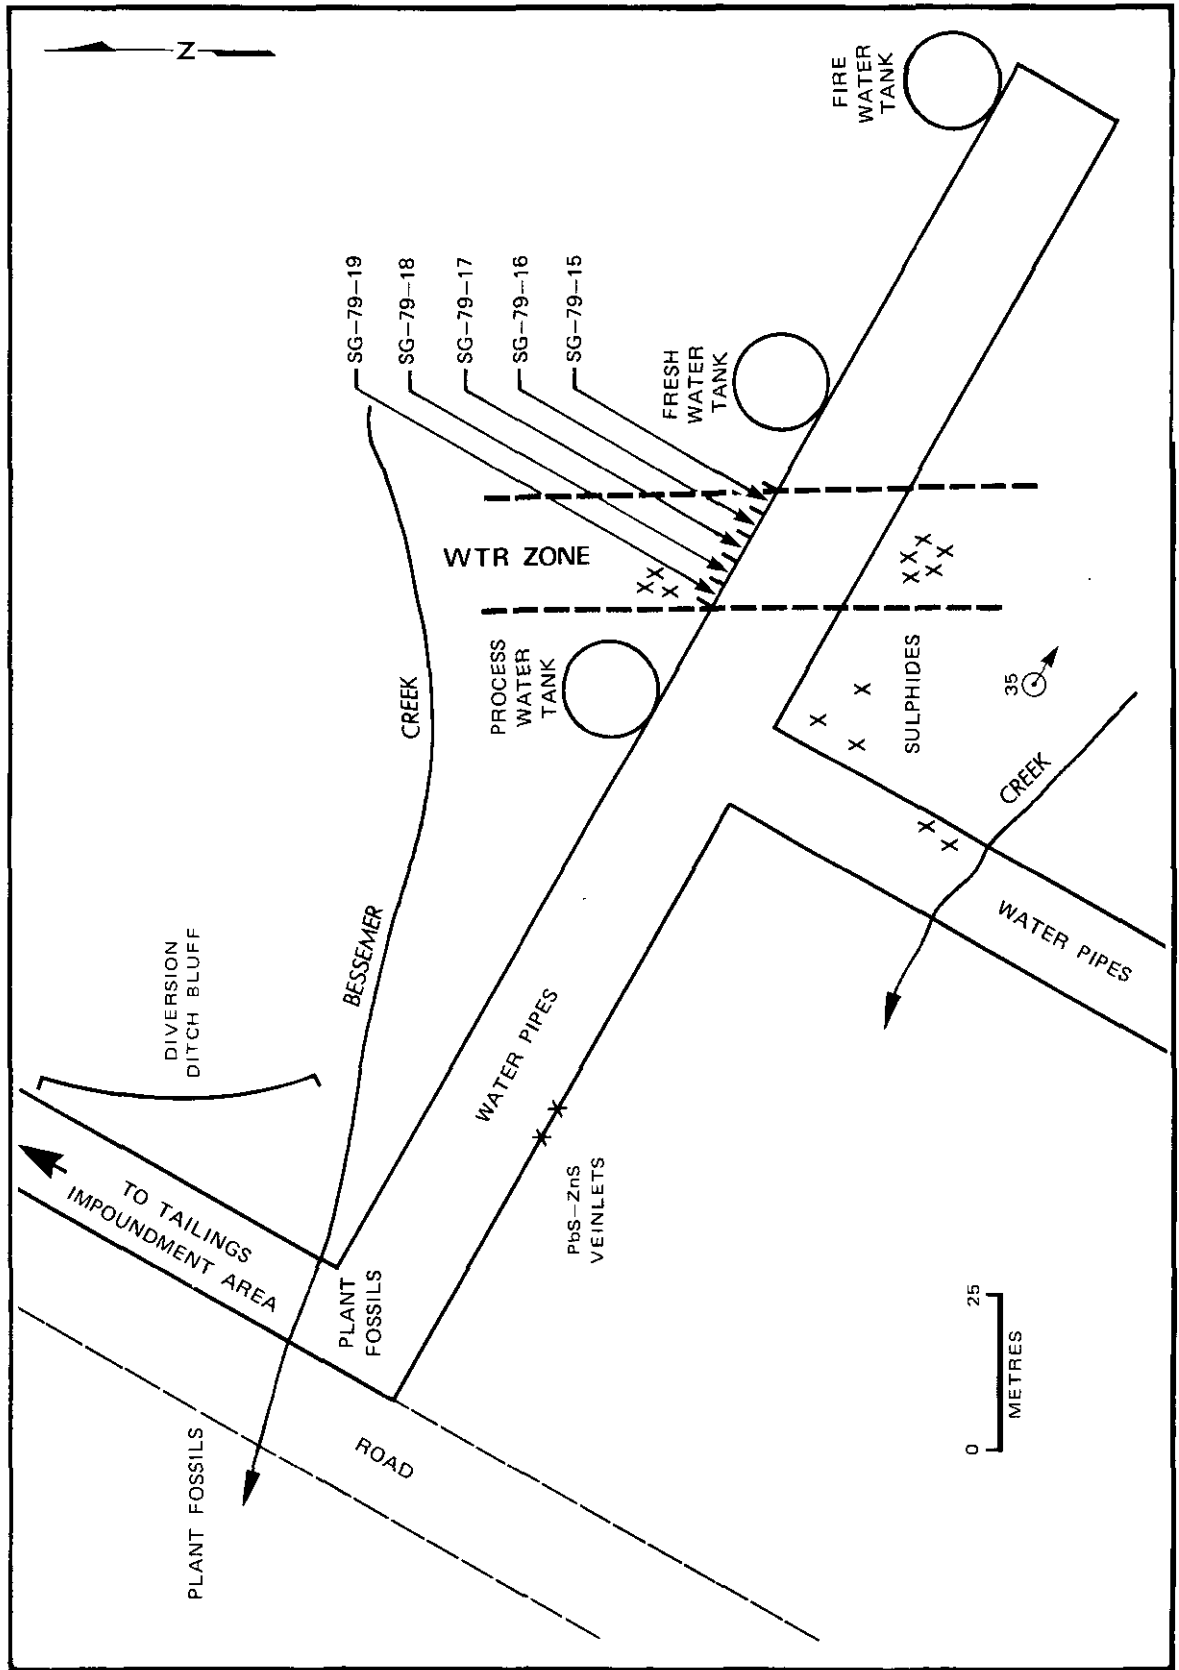 N
FIRE
WATER
TANK
SG-79-19
SG-79-18
SG-79-17
SG-79-16
SG-79-15
FRESH
WATER
TANK
WTR ZONE
PROCESS
WATER
TANK
CREEK
BESSEMER
DIVERSION
DITCH BLUFF
SULPHIDES
35
CREEK
WATER PIPES
WATER PIPES
TO TAILINGS
IMPOUNDMENT AREA
PLANT
FOSSILS
PbS-ZnS
VEINLETS
PLANT FOSSILS
ROAD
0 25
METRES